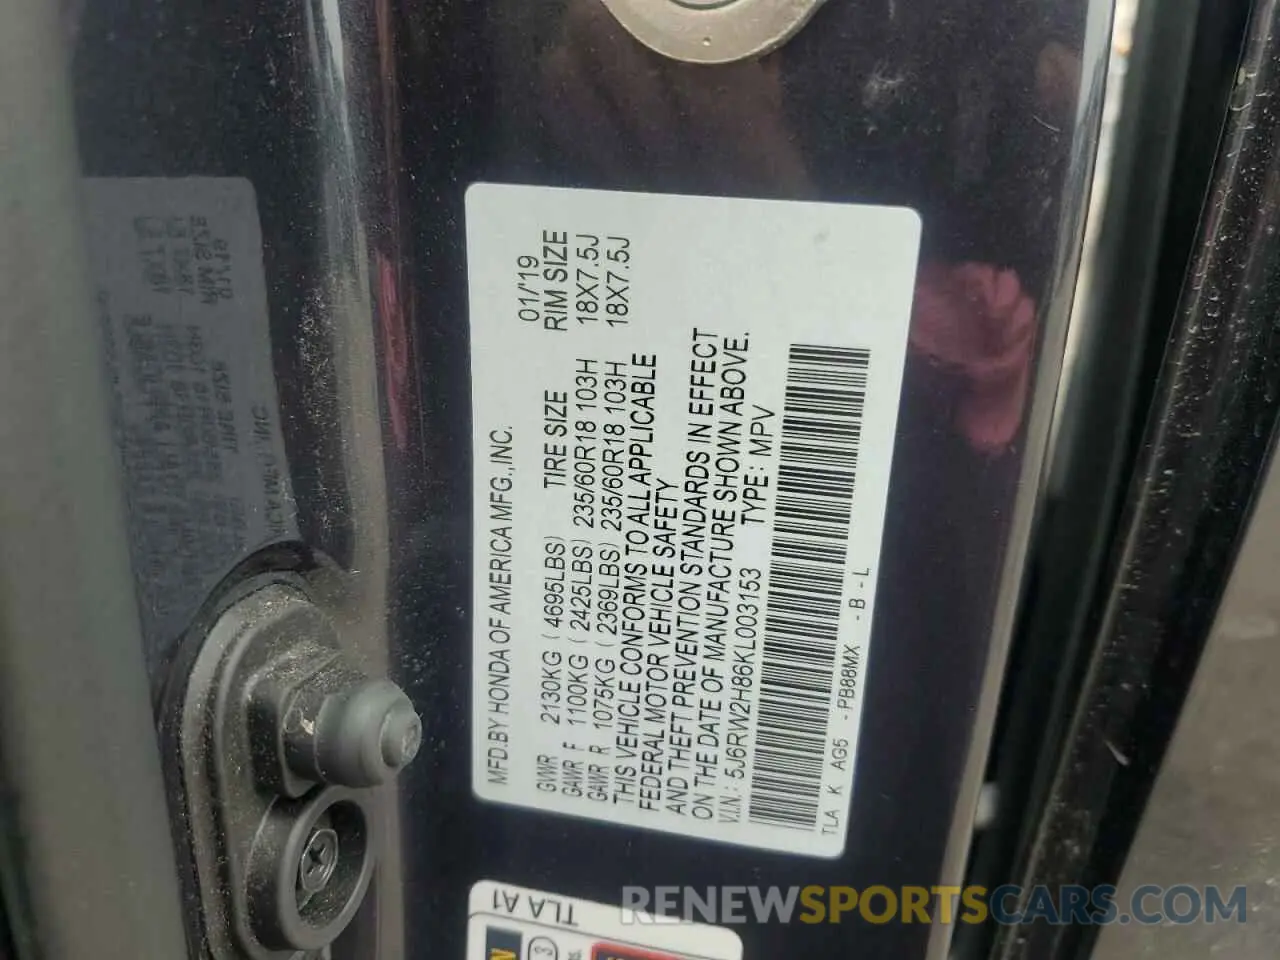 MFD.BY HONDA OF AMERICA MFG.,INC. 01/'19
GVWR 2130KG ( 4695LBS) TIRE SIZE RIM SIZE
GAWR F 1100KG ( 2425LBS) 235/60R18 103H 18X7.5J
GAWR R 1075KG ( 2369LBS) 235/60R18 103H 18X7.5J
THIS VEHICLE CONFORMS TO ALL APPLICABLE
FEDERAL MOTOR VEHICLE SAFETY
AND THEFT PREVENTION STANDARDS IN EFFECT
ON THE DATE OF MANUFACTURE SHOWN ABOVE.
V.I.N.: 5J6RW2H86KL003153 TYPE: MPV
TLA K AG5 - PB88MX - B - L
TLA A1
3
RENEWSPORTSCARS.COM